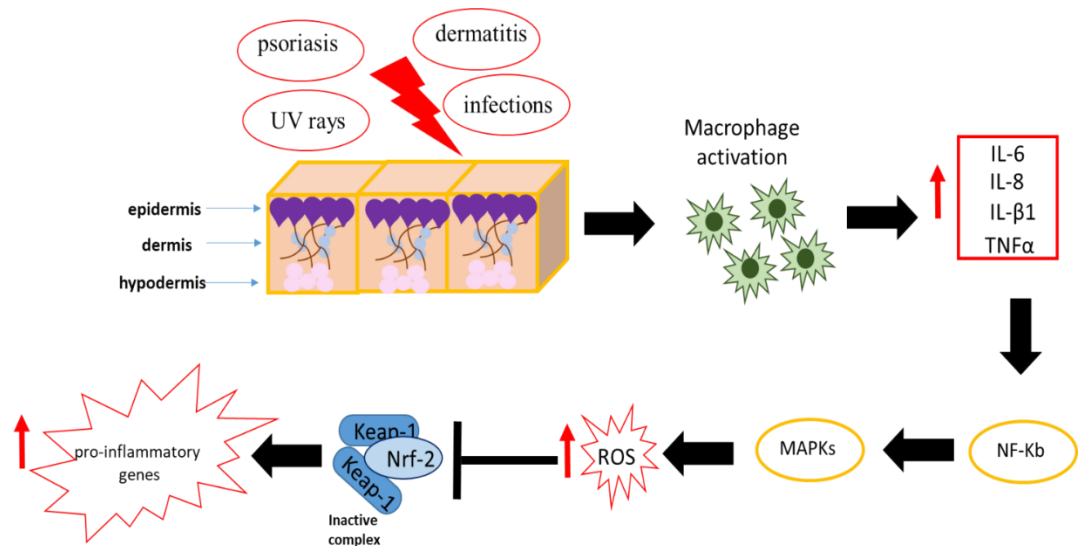 psoriasis
dermatitis
UV rays
infections
epidermis
dermis
hypodermis
Macrophage
activation
IL-6
IL-8
IL-β1
TNFα
NF-Kb
MAPKs
ROS
Keap-1
Nrf-2
Keap-1
Inactive
complex
pro-inflammatory
genes